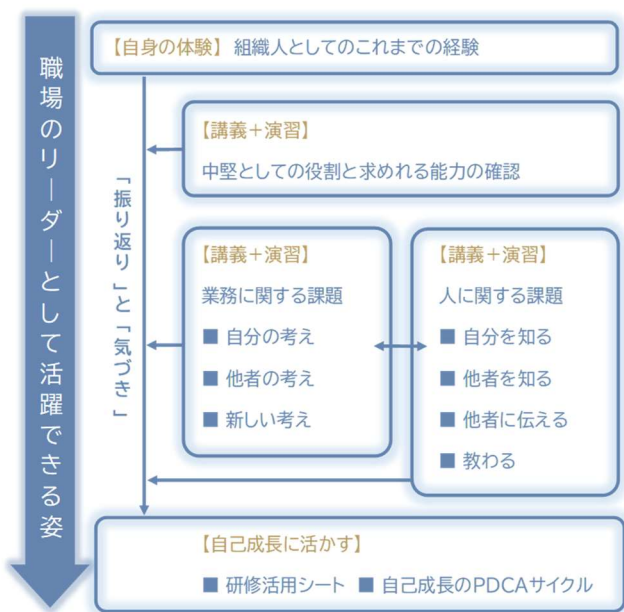 職場のリーダーとして活躍できる姿
【自身の体験】 組織人としてのこれまでの経験
「振り返り」と「気づき」
【講義+演習】
中堅としての役割と求めれる能力の確認
【講義+演習】
業務に関する課題
■ 自分の考え
■ 他者の考え
■ 新しい考え
【講義+演習】
人に関する課題
■ 自分を知る
■ 他者を知る
■ 他者に伝える
■ 教わる
【自己成長に活かす】
■ 研修活用シート ■ 自己成長のPDCAサイクル